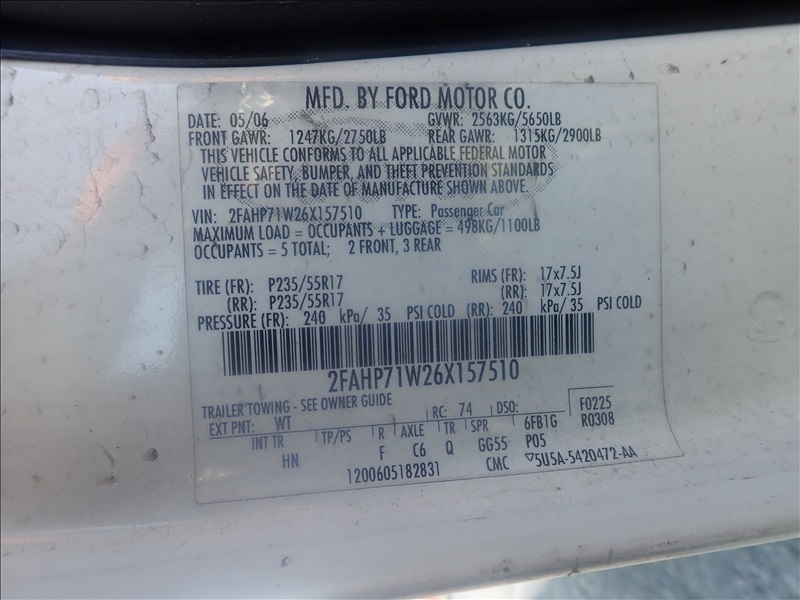 MFD. BY FORD MOTOR CO.
DATE: 05/06 GVWR: 2563KG/5650LB
FRONT GAWR: 1247KG/2750LB REAR GAWR: 1315KG/2900LB
THIS VEHICLE CONFORMS TO ALL APPLICABLE FEDERAL MOTOR
VEHICLE SAFETY, BUMPER, AND THEFT PREVENTION STANDARDS
IN EFFECT ON THE DATE OF MANUFACTURE SHOWN ABOVE.
VIN: 2FAHP71W26X157510 TYPE: Passenger Car
MAXIMUM LOAD = OCCUPANTS + LUGGAGE = 498KG/1100LB
OCCUPANTS = 5 TOTAL; 2 FRONT, 3 REAR
TIRE (FR): P235/55R17 RIMS (FR): 17x7.5J
(RR): P235/55R17 (RR): 17x7.5J
PRESSURE (FR): 240 kPa/ 35 PSI COLD (RR): 240 kPa/ 35 PSI COLD
2FAHP71W26X157510
TRAILER TOWING - SEE OWNER GUIDE
EXT PNT: WT RC: 74 DSO: F0225
INT TR TP/PS R AXLE TR SPR 6FB1G R0308
HN F C6 Q GG55 P05
1200605182831 CMC ▽5U5A-5420472-AA